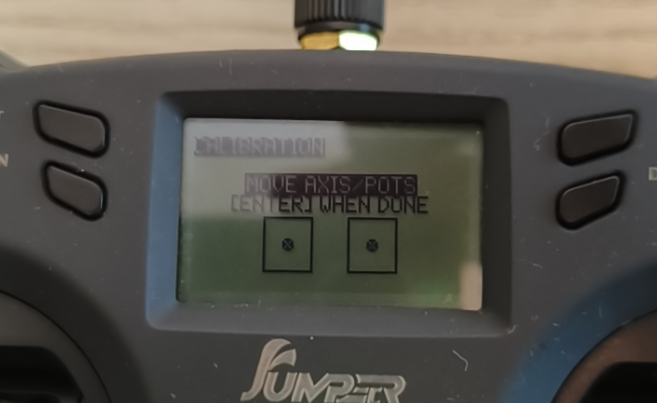 CALIBRATION
MOVE AXIS/POTS
[ENTER] WHEN DONE
JUMPER